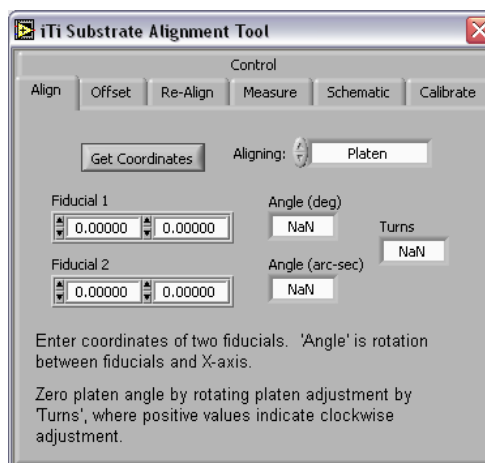 iTi Substrate Alignment Tool
Control
Align Offset Re-Align Measure Schematic Calibrate
Get Coordinates Aligning: Platen
Fiducial 1 Angle (deg)
0.00000 0.00000 NaN Turns
NaN
Fiducial 2 Angle (arc-sec)
0.00000 0.00000 NaN
Enter coordinates of two fiducials. 'Angle' is rotation
between fiducials and X-axis.
Zero platen angle by rotating platen adjustment by
'Turns', where positive values indicate clockwise
adjustment.